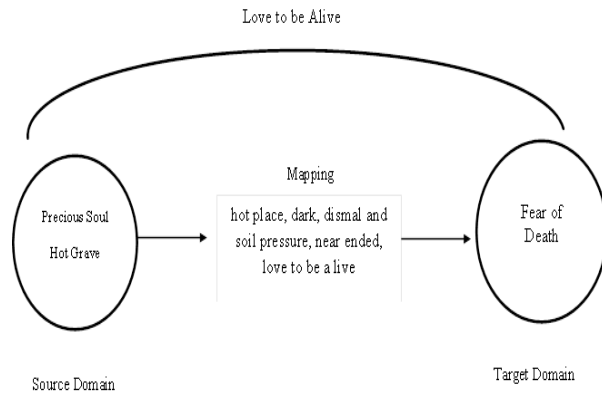 Love to be Alive
Mapping
Precious Soul
Hot Grave
hot place, dark, dismal and
soil pressure, near ended,
love to be a live
Fear of
Death
Source Domain
Target Domain